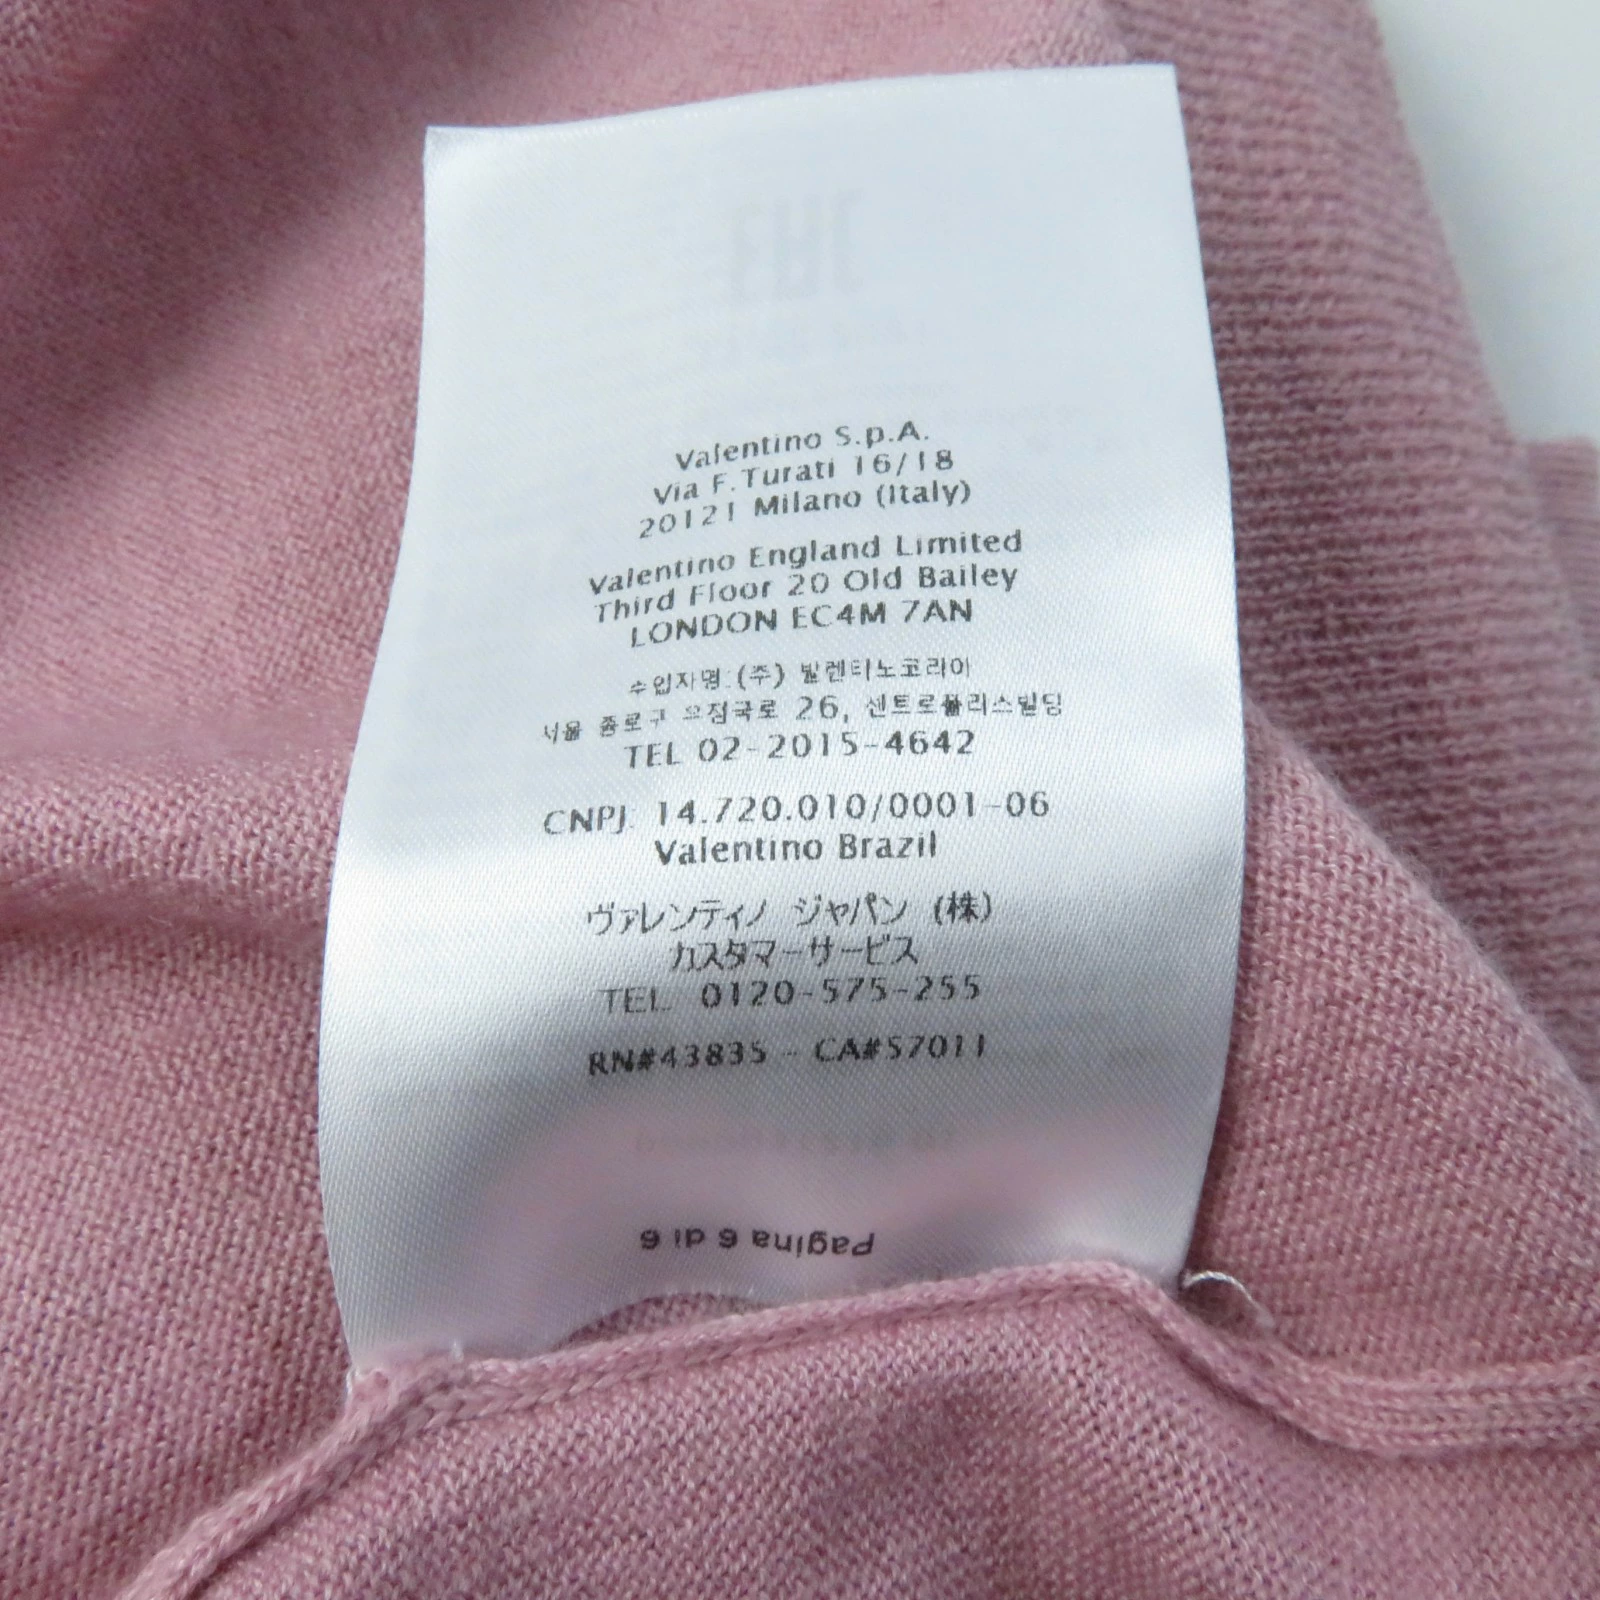 Valentino S.p.A.
Via F. Turati 16/18
20121 Milano (Italy)
Valentino England Limited
Third Floor 20 Old Bailey
LONDON EC4M 7AN
수입자명: (주) 발렌티노코리아
서울 종로구 우정국로 26, 센트로폴리스빌딩
TEL 02-2015-4642
CNPJ: 14.720.010/0001-06
Valentino Brazil
ヴァレンティノ ジャパン (株)
カスタマーサービス
TEL. 0120-575-255
RN#43835 - CA#57011
Pagina 6 di 6